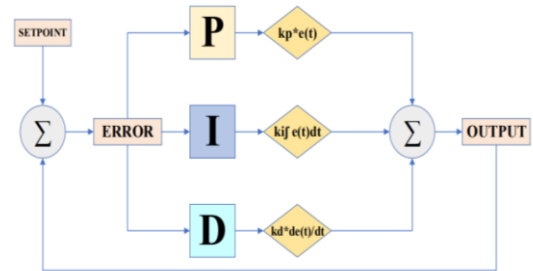 SETPOINT
P
kp*e(t)
∑
ERROR
I
ki∫ e(t)dt
∑
OUTPUT
D
kd*de(t)/dt